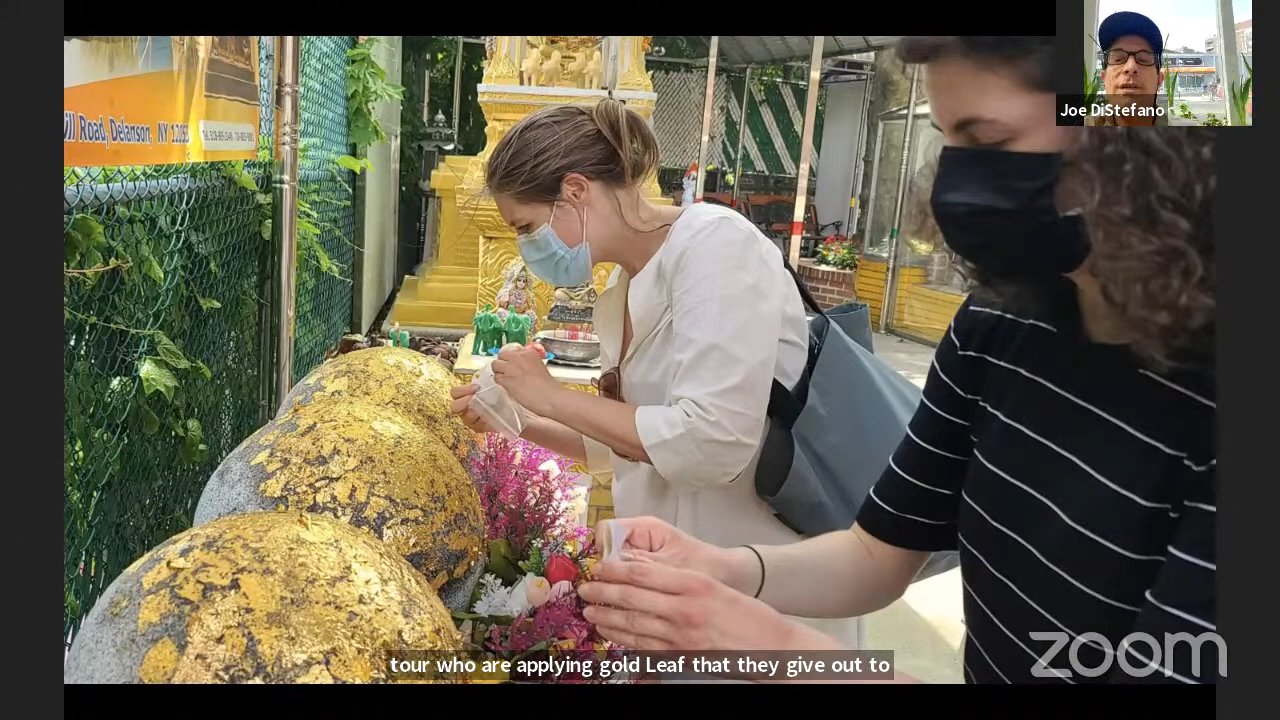 ill Road, Delanson, NY 12053
Joe DiStefano
tour who are applying gold Leaf that they give out to
zoom